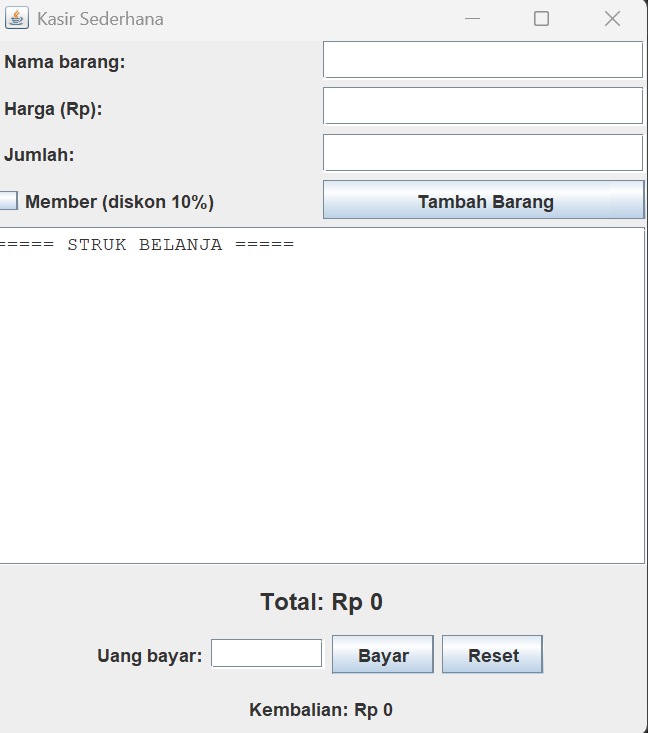 Kasir Sederhana
Nama barang:
Harga (Rp):
Jumlah:
Member (diskon 10%) Tambah Barang
===== STRUK BELANJA =====
Total: Rp 0
Uang bayar: Bayar Reset
Kembalian: Rp 0